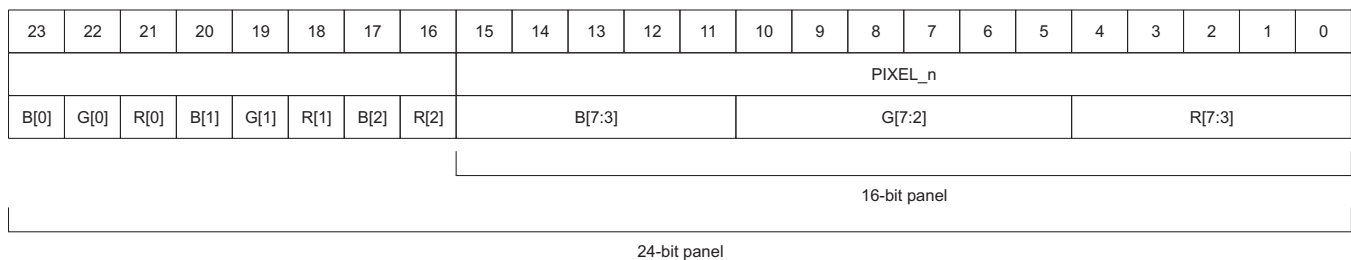 23 22 21 20 19 18 17 16 15 14 13 12 11 10 9 8 7 6 5 4 3 2 1 0
PIXEL_n
B[0] G[0] R[0] B[1] G[1] R[1] B[2] R[2] B[7:3] G[7:2] R[7:3]
16-bit panel
24-bit panel